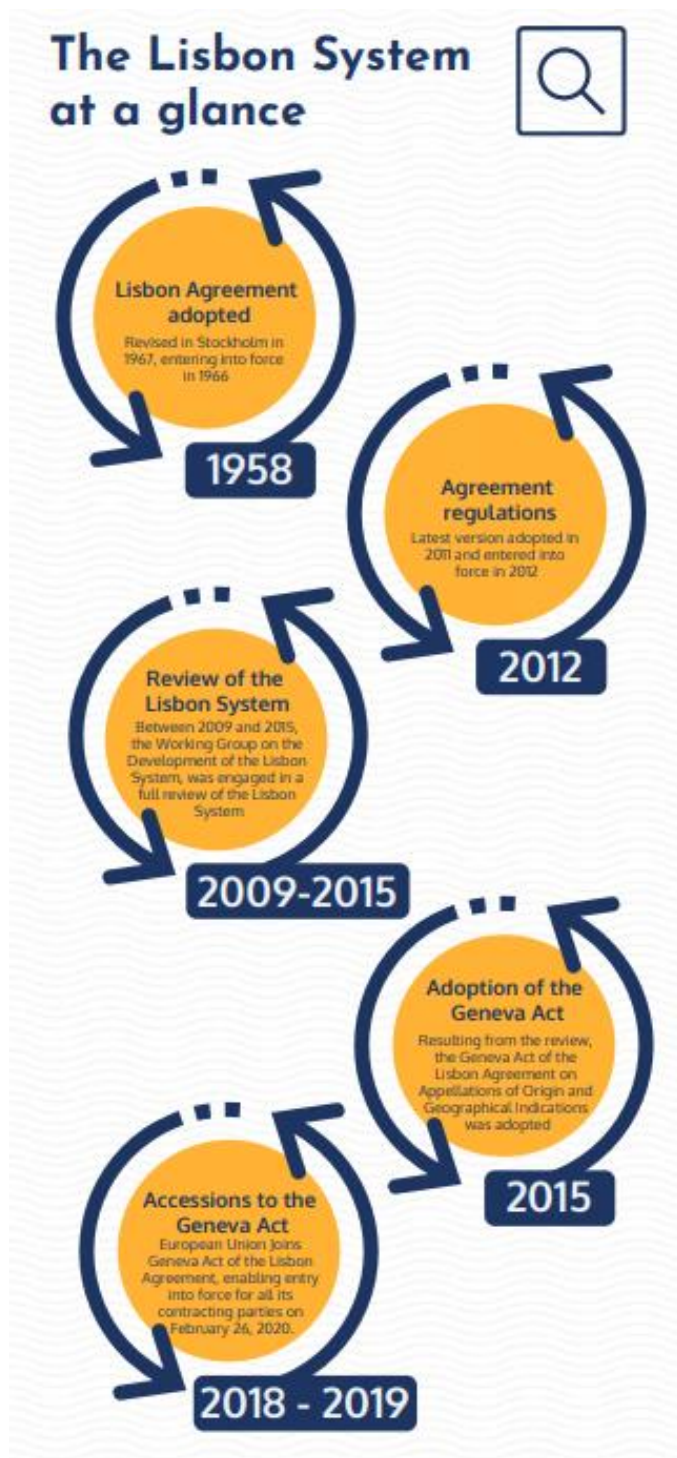 The Lisbon System
at a glance
Lisbon Agreement
adopted
Revised in Stockholm in
1967, entering into force
in 1966
1958
Agreement
regulations
Latest version adopted in
2011 and entered into
force in 2012
2012
Review of the
Lisbon System
Between 2009 and 2015,
the Working Group on the
Development of the Lisbon
System, was engaged in a
full review of the Lisbon
System
2009-2015
Adoption of the
Geneva Act
Resulting from the review,
the Geneva Act of the
Lisbon Agreement on
Appellations of Origin and
Geographical Indications
was adopted
2015
Accessions to the
Geneva Act
European Union Joins
Geneva Act of the Lisbon
Agreement, enabling entry
into force for all its
contracting parties on
February 26, 2020.
2018 - 2019